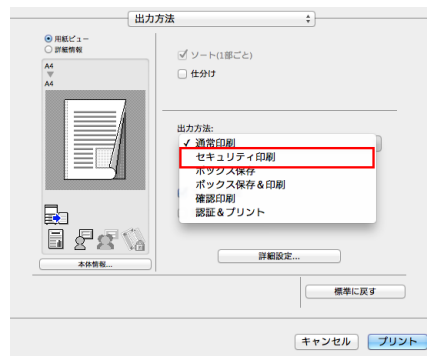 出力方法
用紙ビュー
詳細情報
A4
A4
本体情報...
ソート(1部ごと)
仕分け
出力方法:
✓ 通常印刷
セキュリティ印刷
ボックス保存
ボックス保存&印刷
確認印刷
認証&プリント
詳細設定...
標準に戻す
キャンセル
プリント